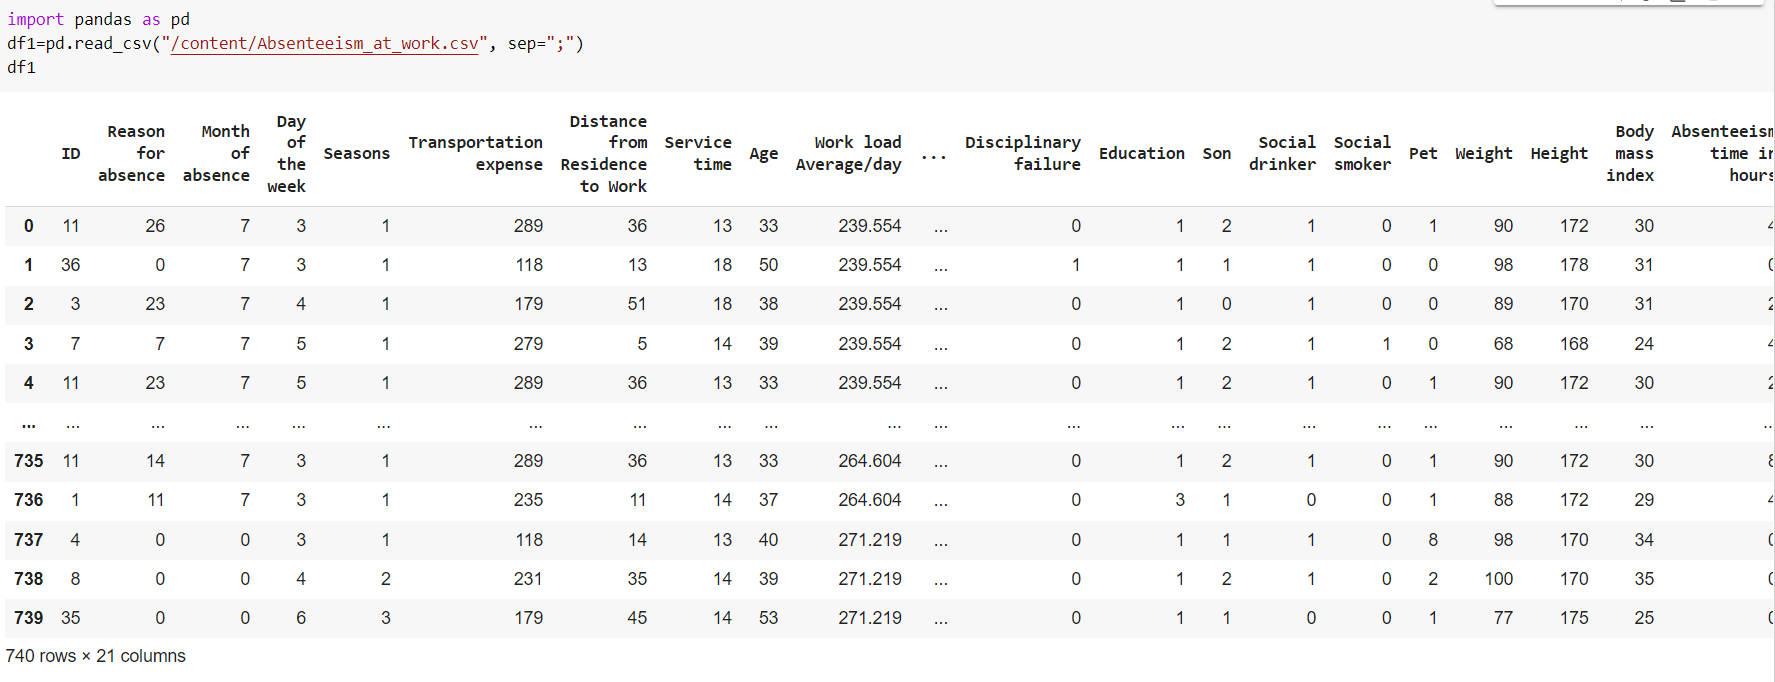 import pandas as pd
df1=pd.read_csv("/content/Absenteeism_at_work.csv", sep=";")
df1
ID Reason for absence Month of absence Day of the week Seasons Transportation expense Distance from Residence to Work Service time Age Work load Average/day ... Disciplinary failure Education Son Social drinker Social smoker Pet Weight Height Body mass index Absenteeism time in hours
0 11 26 7 3 1 289 36 13 33 239.554 ... 0 1 2 1 0 1 90 172 30 4
1 36 0 7 3 1 118 13 18 50 239.554 ... 1 1 1 1 0 0 98 178 31 0
2 3 23 7 4 1 179 51 18 38 239.554 ... 0 1 0 1 0 0 89 170 31 2
3 7 7 7 5 1 279 5 14 39 239.554 ... 0 1 2 1 1 0 68 168 24 4
4 11 23 7 5 1 289 36 13 33 239.554 ... 0 1 2 1 0 1 90 172 30 2
... ... ... ... ... ... ... ... ... ... ... ... ... ... ... ... ... ... ... ... ... ...
735 11 14 7 3 1 289 36 13 33 264.604 ... 0 1 2 1 0 1 90 172 30 8
736 1 11 7 3 1 235 11 14 37 264.604 ... 0 3 1 0 0 1 88 172 29 4
737 4 0 0 3 1 118 14 13 40 271.219 ... 0 1 1 1 0 8 98 170 34 0
738 8 0 0 4 2 231 35 14 39 271.219 ... 0 1 2 1 0 2 100 170 35 0
739 35 0 0 6 3 179 45 14 53 271.219 ... 0 1 1 0 0 1 77 175 25 0
740 rows × 21 columns